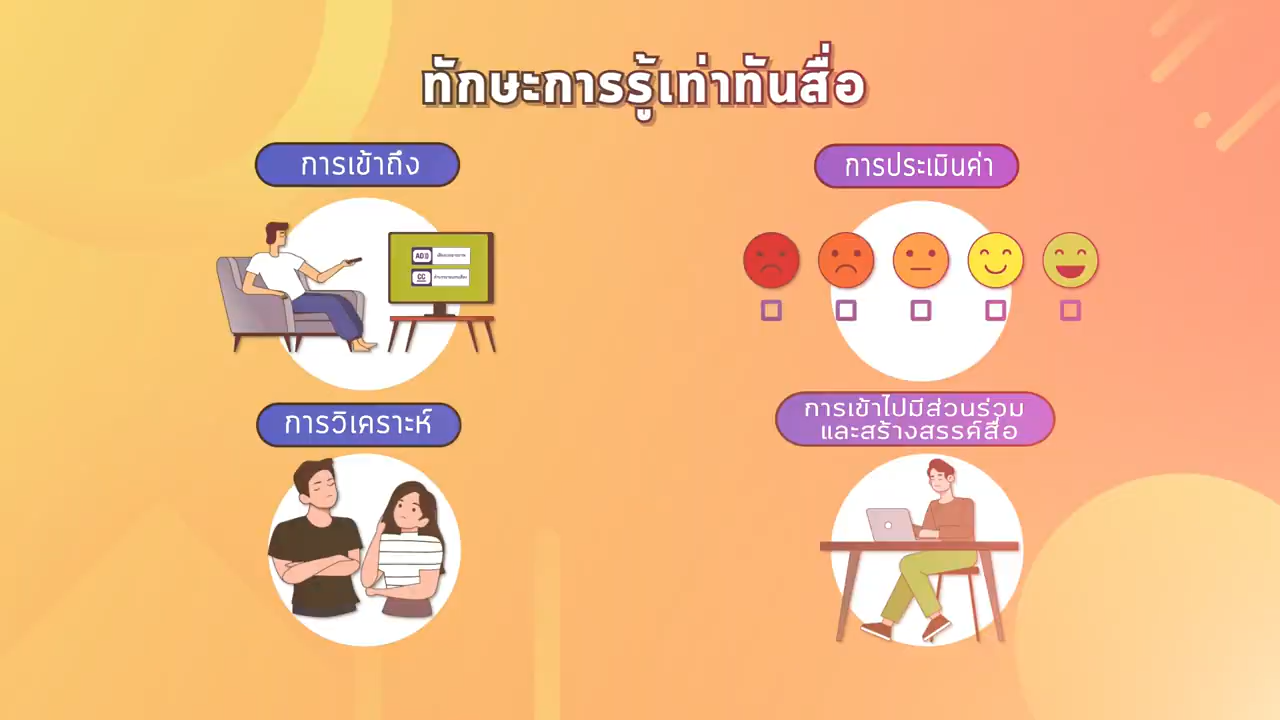 ทักษะการรู้เท่าทันสื่อ
การเข้าถึง
การประเมินค่า
AD
CC
การวิเคราะห์
การเข้าไปมีส่วนร่วม
และสร้างสรรค์สื่อ